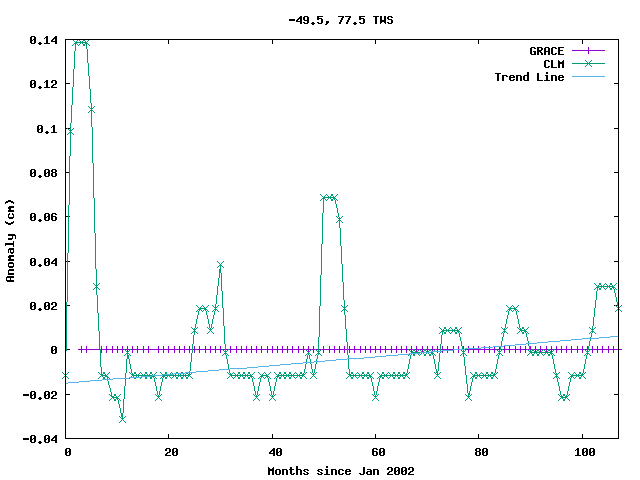 -49.5, 77.5 TWS
GRACE
CLM
Trend Line
0.14
0.12
0.1
0.08
0.06
0.04
0.02
0
-0.02
-0.04
Anomaly (cm)
0 20 40 60 80 100
Months since Jan 2002